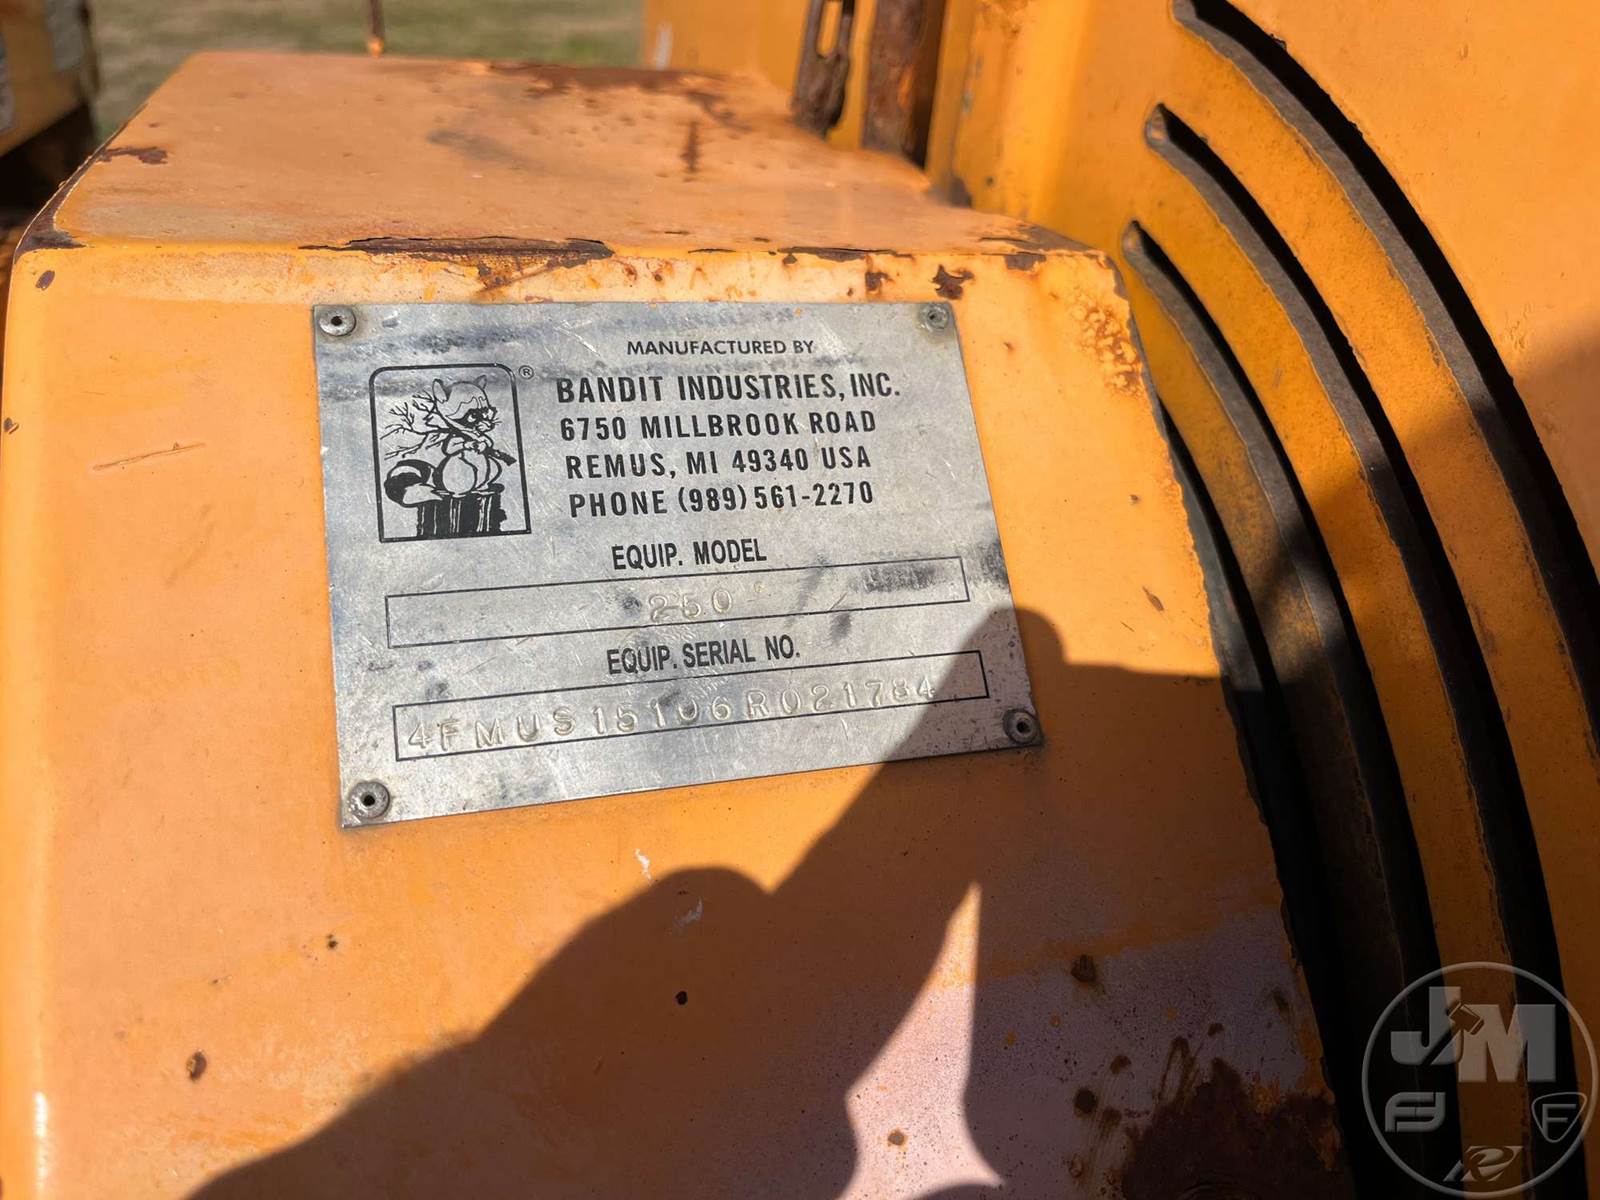 MANUFACTURED BY
®
BANDIT INDUSTRIES, INC.
6750 MILLBROOK ROAD
REMUS, MI 49340 USA
PHONE (989) 561-2270
EQUIP. MODEL
250
EQUIP. SERIAL NO.
4FMUS15106R021784
JM